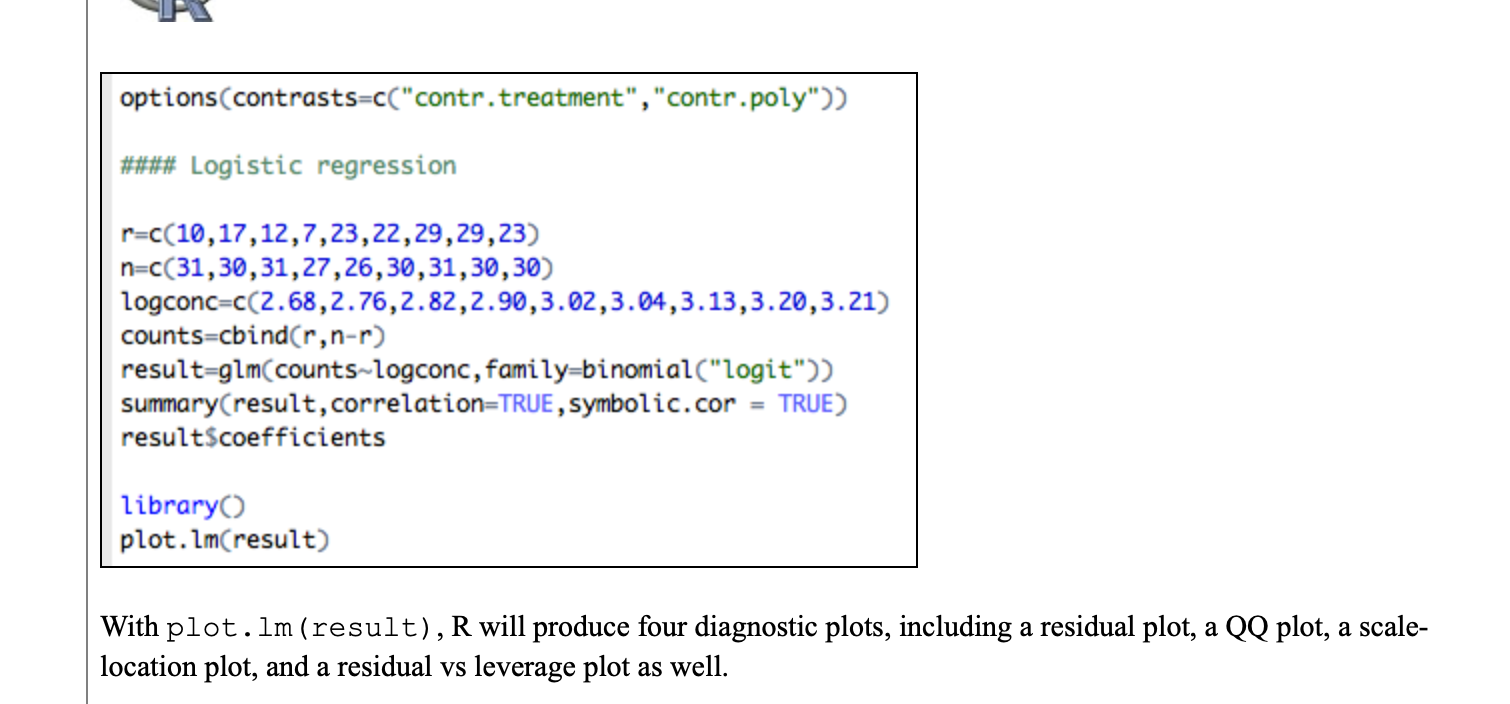 R
options(contrasts=c("contr.treatment","contr.poly"))
#### Logistic regression
r=c(10,17,12,7,23,22,29,29,23)
n=c(31,30,31,27,26,30,31,30,30)
logconc=c(2.68,2.76,2.82,2.90,3.02,3.04,3.13,3.20,3.21)
counts=cbind(r,n-r)
result=glm(counts~logconc,family=binomial("logit"))
summary(result,correlation=TRUE,symbolic.cor = TRUE)
result$coefficients
library()
plot.lm(result)
With plot.lm(result), R will produce four diagnostic plots, including a residual plot, a QQ plot, a scale-
location plot, and a residual vs leverage plot as well.